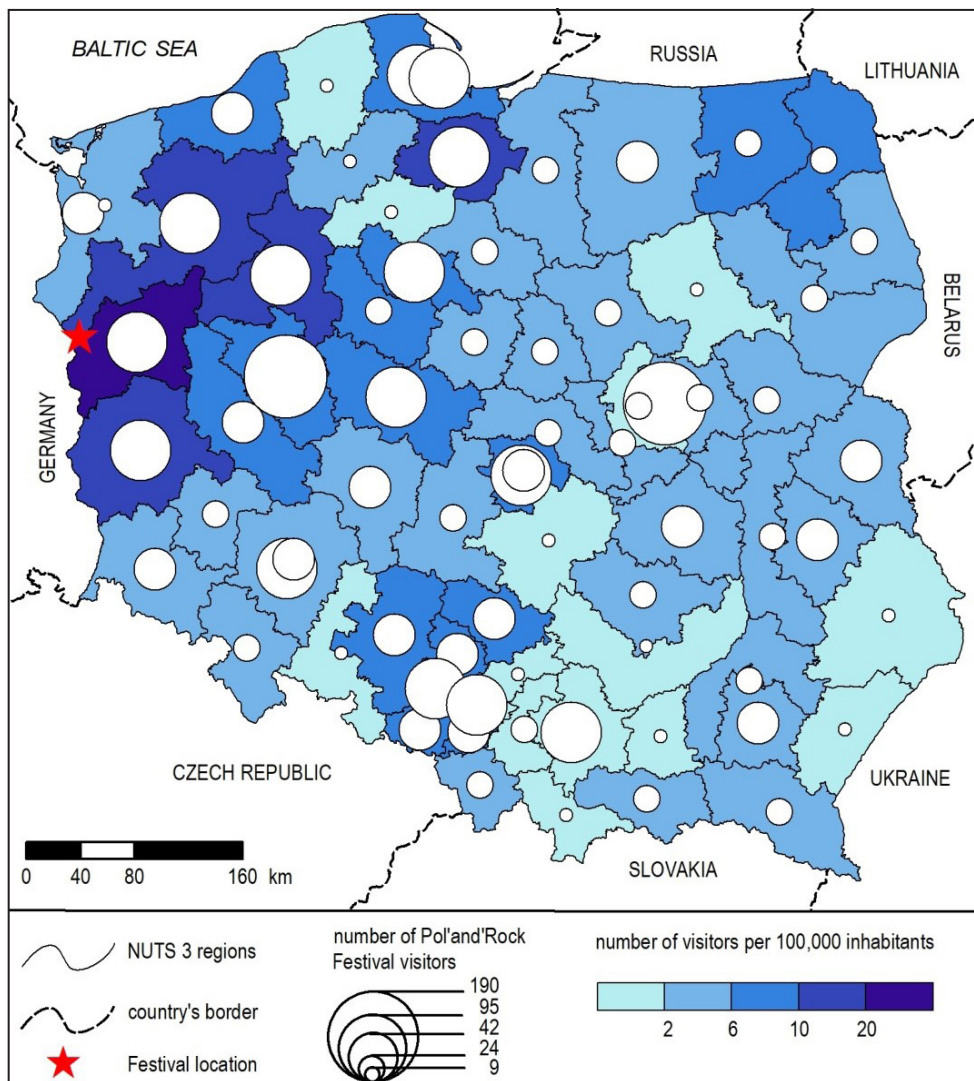 BALTIC SEA
RUSSIA
LITHUANIA
BELARUS
GERMANY
CZECH REPUBLIC
UKRAINE
SLOVAKIA
0 40 80 160 km
NUTS 3 regions
country's border
Festival location
number of Pol'and'Rock
Festival visitors
190
95
42
24
9
number of visitors per 100,000 inhabitants
2 6 10 20